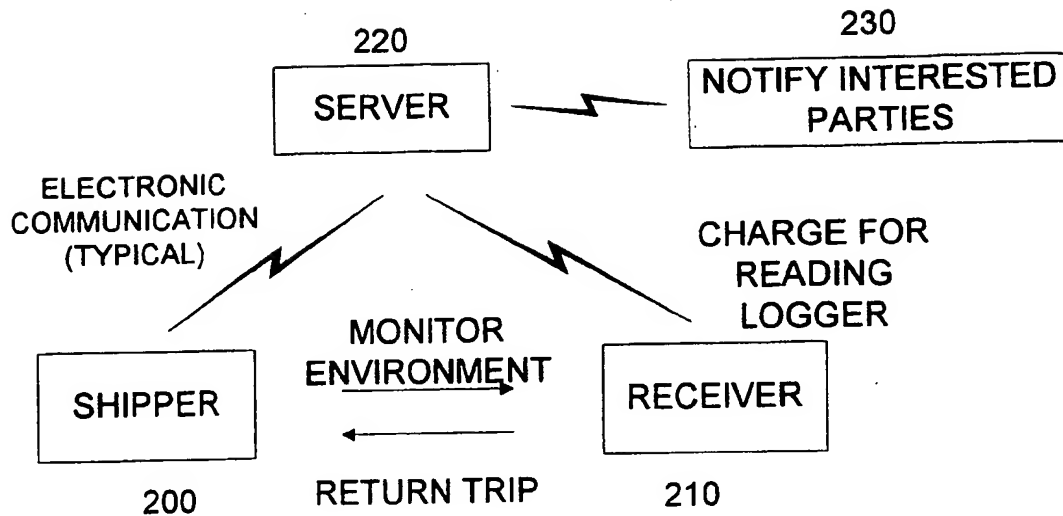 220
SERVER
230
NOTIFY INTERESTED
PARTIES
ELECTRONIC
COMMUNICATION
(TYPICAL)
CHARGE FOR
READING
LOGGER
MONITOR
ENVIRONMENT
SHIPPER
RECEIVER
200
RETURN TRIP
210